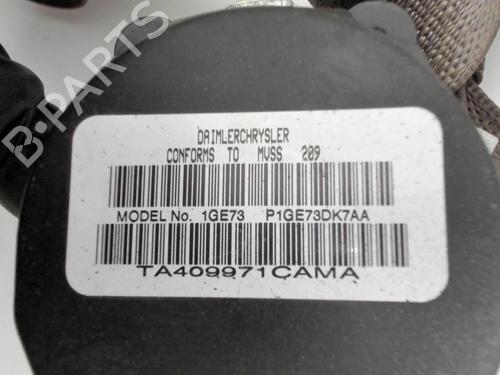 B-PARTS
DAIMLERCHRYSLER
CONFORMS TO MVSS 209
MODEL No. 1GE73 P1GE73DK7AA
TA409971CAMA